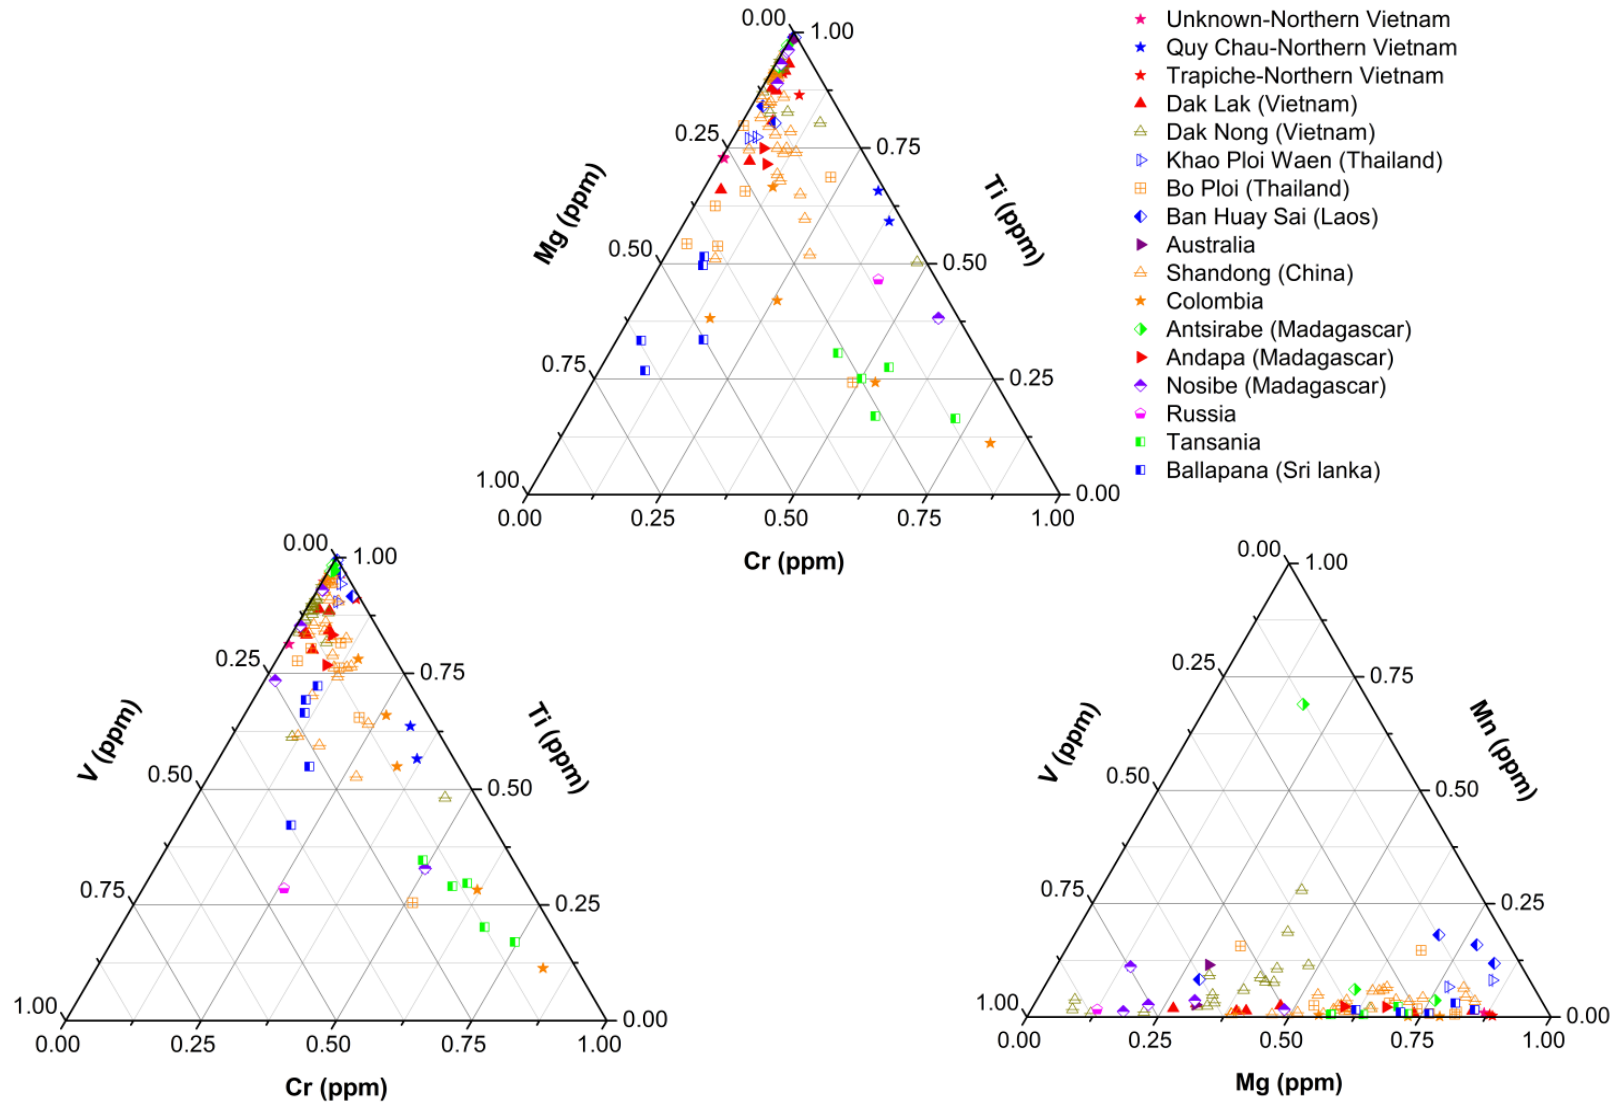 0.00
1.00
0.25
0.75
Mg (ppm)
Ti (ppm)
0.50
0.50
0.75
0.25
1.00
0.00
0.00
0.25
0.50
0.75
1.00
Cr (ppm)
Unknown-Northern Vietnam
Quy Chau-Northern Vietnam
Trapiche-Northern Vietnam
Dak Lak (Vietnam)
Dak Nong (Vietnam)
Khao Ploi Waen (Thailand)
Bo Ploi (Thailand)
Ban Huay Sai (Laos)
Australia
Shandong (China)
Colombia
Antsirabe (Madagascar)
Andapa (Madagascar)
Nosibe (Madagascar)
Russia
Tansania
Ballapana (Sri lanka)
0.00
1.00
0.25
0.75
V (ppm)
Ti (ppm)
0.50
0.50
0.75
0.25
1.00
0.00
0.00
0.25
0.50
0.75
1.00
Cr (ppm)
0.00
1.00
0.25
0.75
V (ppm)
Mn (ppm)
0.50
0.50
0.75
0.25
1.00
0.00
0.00
0.25
0.50
0.75
1.00
Mg (ppm)